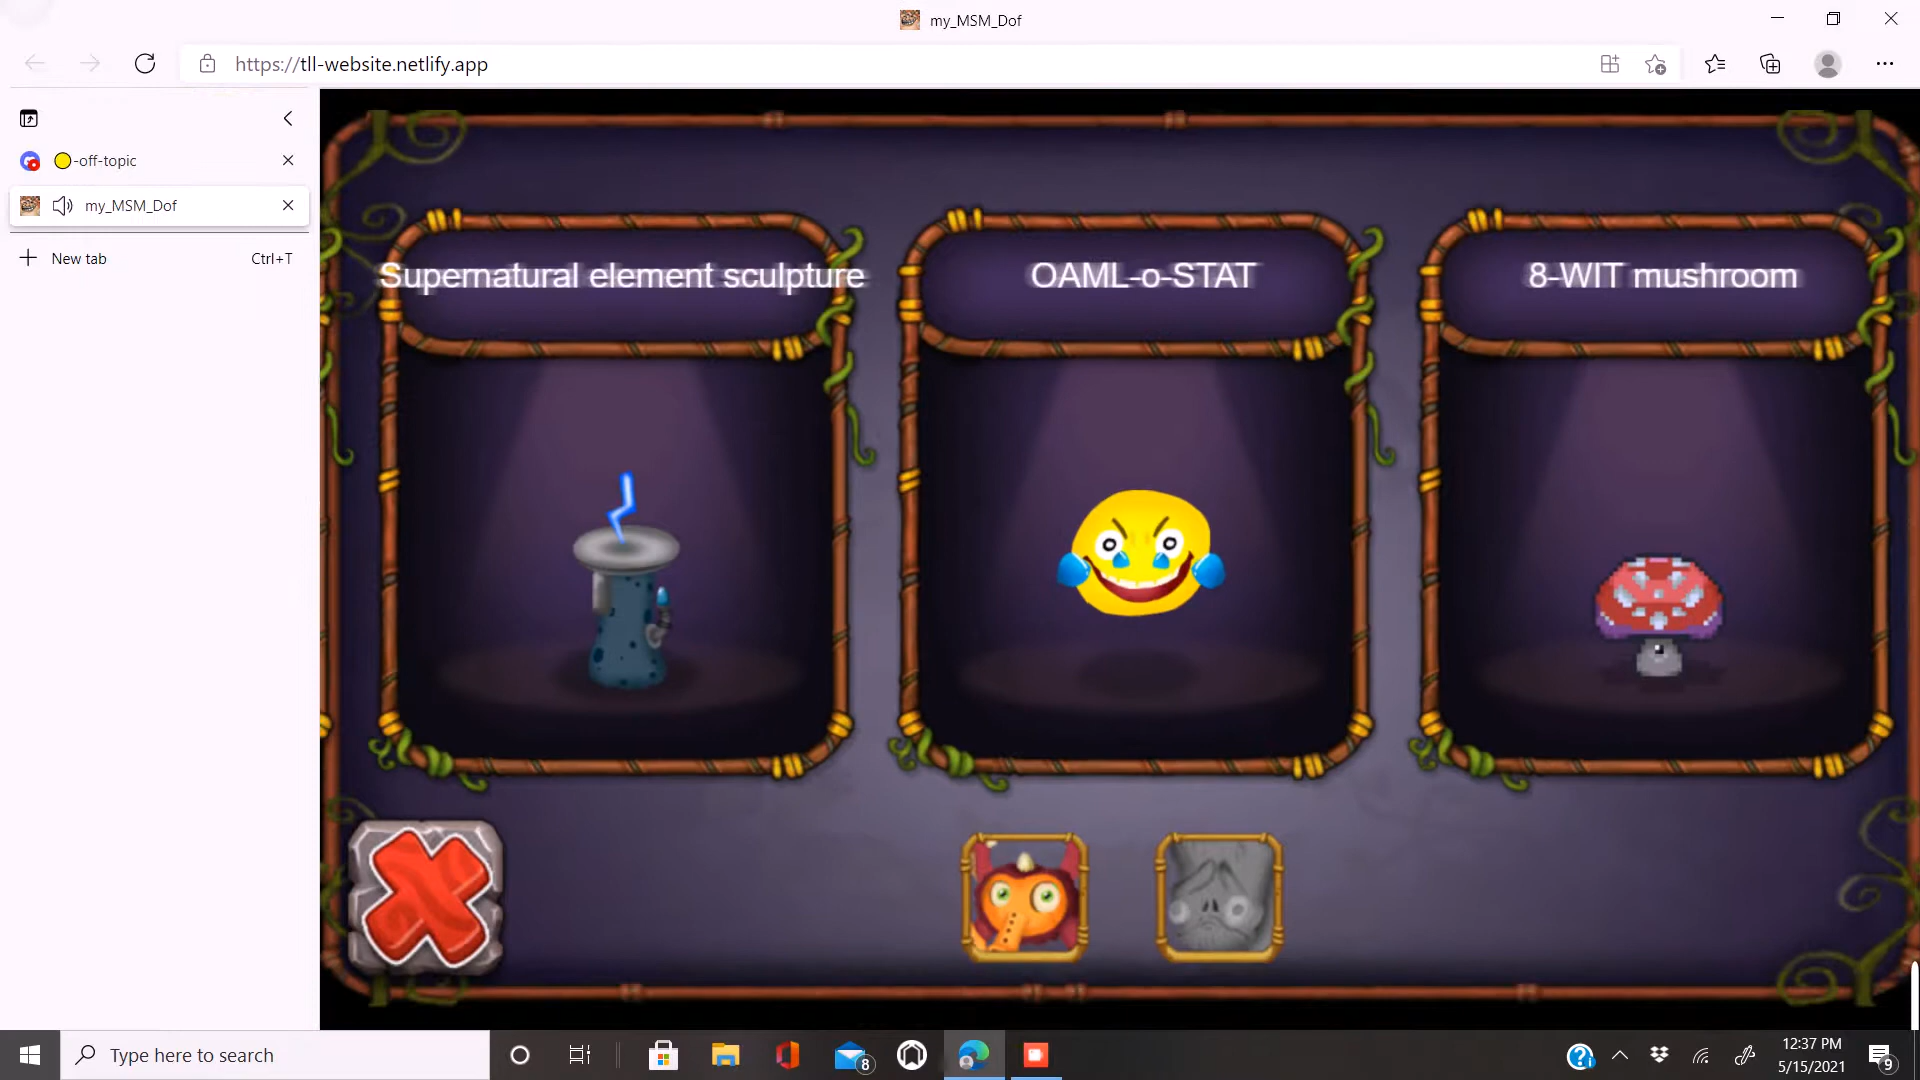 my_MSM_Dof
https://tll-website.netlify.app
-off-topic
my_MSM_Dof
New tab Ctrl+T
Supernatural element sculpture
OAML-o-STAT
8-WIT mushroom
Type here to search
8
12:37 PM
5/15/2021
9